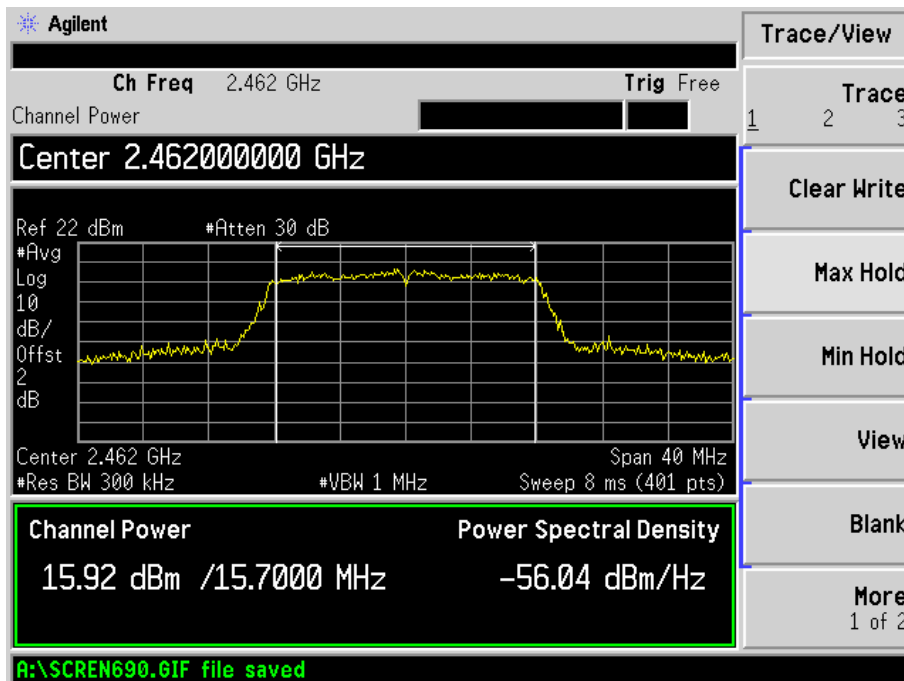 Agilent
Ch Freq 2.462 GHz Trig Free
Channel Power
Center 2.462000000 GHz
Ref 22 dBm #Atten 30 dB
#Avg
Log
10
dB/
Offst
2
dB
Center 2.462 GHz Span 40 MHz
#Res BW 300 kHz #VBW 1 MHz Sweep 8 ms (401 pts)
Channel Power Power Spectral Density
15.92 dBm /15.7000 MHz -56.04 dBm/Hz
A:\SCREN690.GIF file saved
Trace/View
Trace
1 2 3
Clear Write
Max Hold
Min Hold
View
Blank
More
1 of 2